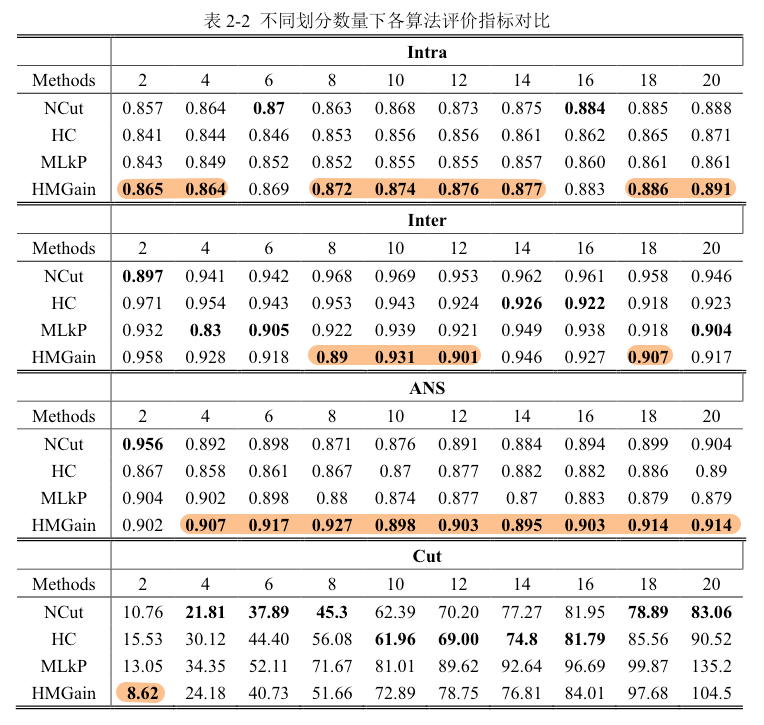 表 2-2 不同划分数量下各算法评价指标对比
Intra
Methods 2 4 6 8 10 12 14 16 18 20
NCut 0.857 0.864 0.87 0.863 0.868 0.873 0.875 0.884 0.885 0.888
HC 0.841 0.844 0.846 0.853 0.856 0.856 0.861 0.862 0.865 0.871
MLkP 0.843 0.849 0.852 0.852 0.855 0.855 0.857 0.860 0.861 0.861
HMGain 0.865 0.864 0.869 0.872 0.874 0.876 0.877 0.883 0.886 0.891
Inter
Methods 2 4 6 8 10 12 14 16 18 20
NCut 0.897 0.941 0.942 0.968 0.969 0.953 0.962 0.961 0.958 0.946
HC 0.971 0.954 0.943 0.953 0.943 0.924 0.926 0.922 0.918 0.923
MLkP 0.932 0.83 0.905 0.922 0.939 0.921 0.949 0.938 0.918 0.904
HMGain 0.958 0.928 0.918 0.89 0.931 0.901 0.946 0.927 0.907 0.917
ANS
Methods 2 4 6 8 10 12 14 16 18 20
NCut 0.956 0.892 0.898 0.871 0.876 0.891 0.884 0.894 0.899 0.904
HC 0.867 0.858 0.861 0.863 0.87 0.877 0.882 0.882 0.886 0.89
MLkP 0.904 0.902 0.898 0.88 0.874 0.877 0.87 0.883 0.879 0.879
HMGain 0.902 0.907 0.917 0.927 0.898 0.903 0.895 0.903 0.914 0.914
Cut
Methods 2 4 6 8 10 12 14 16 18 20
NCut 10.76 21.81 37.89 45.3 62.39 70.20 77.27 81.95 78.89 83.06
HC 15.53 30.12 44.40 56.08 61.96 69.00 74.8 81.79 85.56 90.52
MLkP 13.05 34.35 52.11 71.67 81.01 89.62 92.64 96.69 99.87 135.2
HMGain 8.62 24.18 40.73 51.66 72.89 78.75 76.81 84.01 97.68 104.5